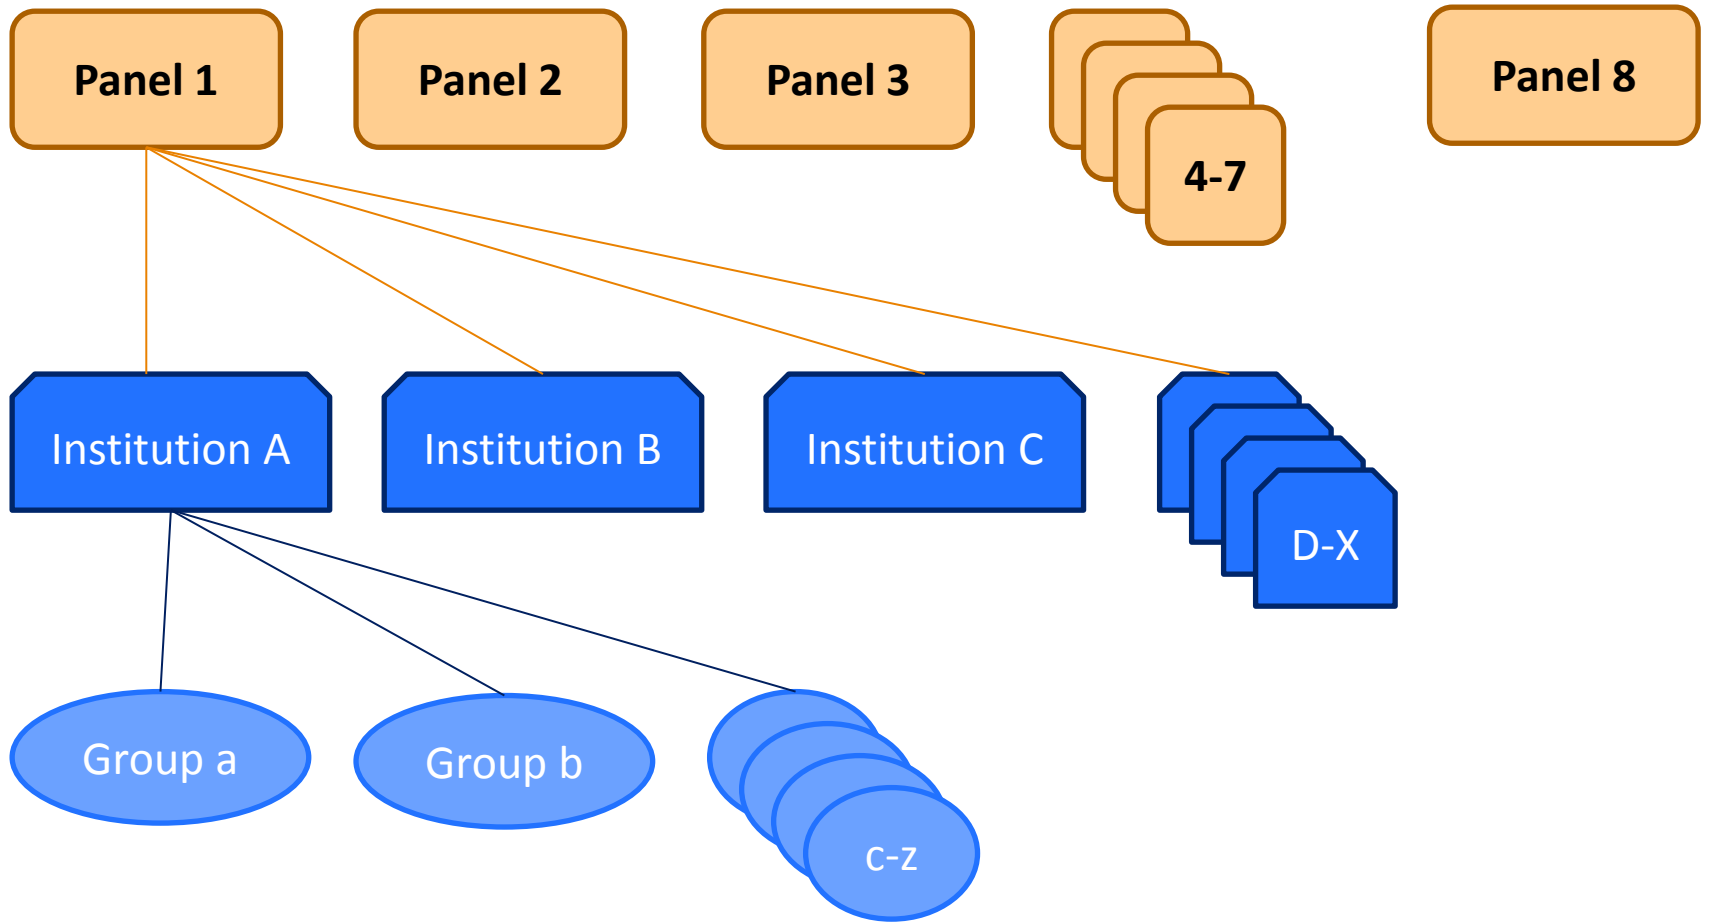 Panel 1
Panel 2
Panel 3
4-7
Panel 8
Institution A
Institution B
Institution C
D-X
Group a
Group b
c-z